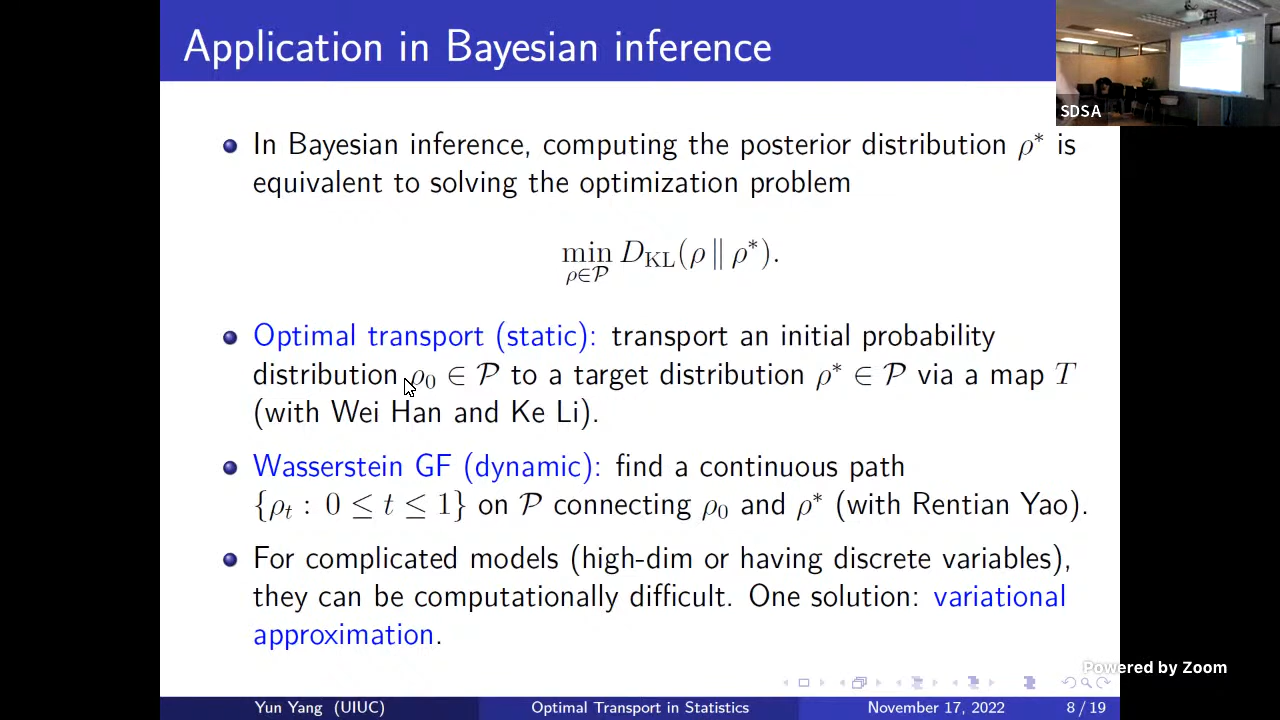 Application in Bayesian inference
SDSA
In Bayesian inference, computing the posterior distribution ρ* is
equivalent to solving the optimization problem
min D_KL(ρ ∥ ρ*).
ρ∈𝒫
Optimal transport (static): transport an initial probability
distribution ρ₀ ∈ 𝒫 to a target distribution ρ* ∈ 𝒫 via a map T
(with Wei Han and Ke Li).
Wasserstein GF (dynamic): find a continuous path
{ρₜ : 0 ≤ t ≤ 1} on 𝒫 connecting ρ₀ and ρ* (with Rentian Yao).
For complicated models (high-dim or having discrete variables),
they can be computationally difficult. One solution: variational
approximation.
Powered by Zoom
Yun Yang (UIUC) Optimal Transport in Statistics November 17, 2022 8 / 19